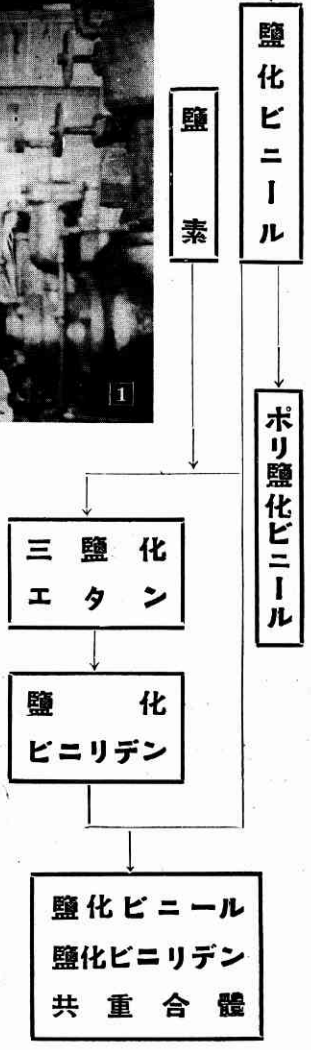 鹽化ビニール
鹽素
1
ポリ鹽化ビニール
三鹽化
エタン
鹽化
ビニリデン
鹽化ビニール
鹽化ビニリデン
共重合體